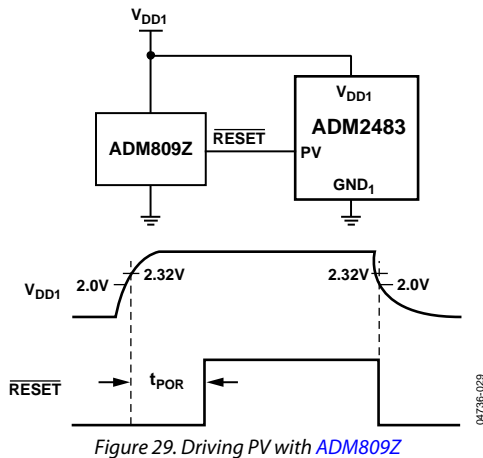 VDD1
VDD1
ADM2483
ADM809Z
RESET
PV
GND1
VDD1
2.0V
2.32V
2.32V
2.0V
RESET
tPOR
04736-029
Figure 29. Driving PV with ADM809Z